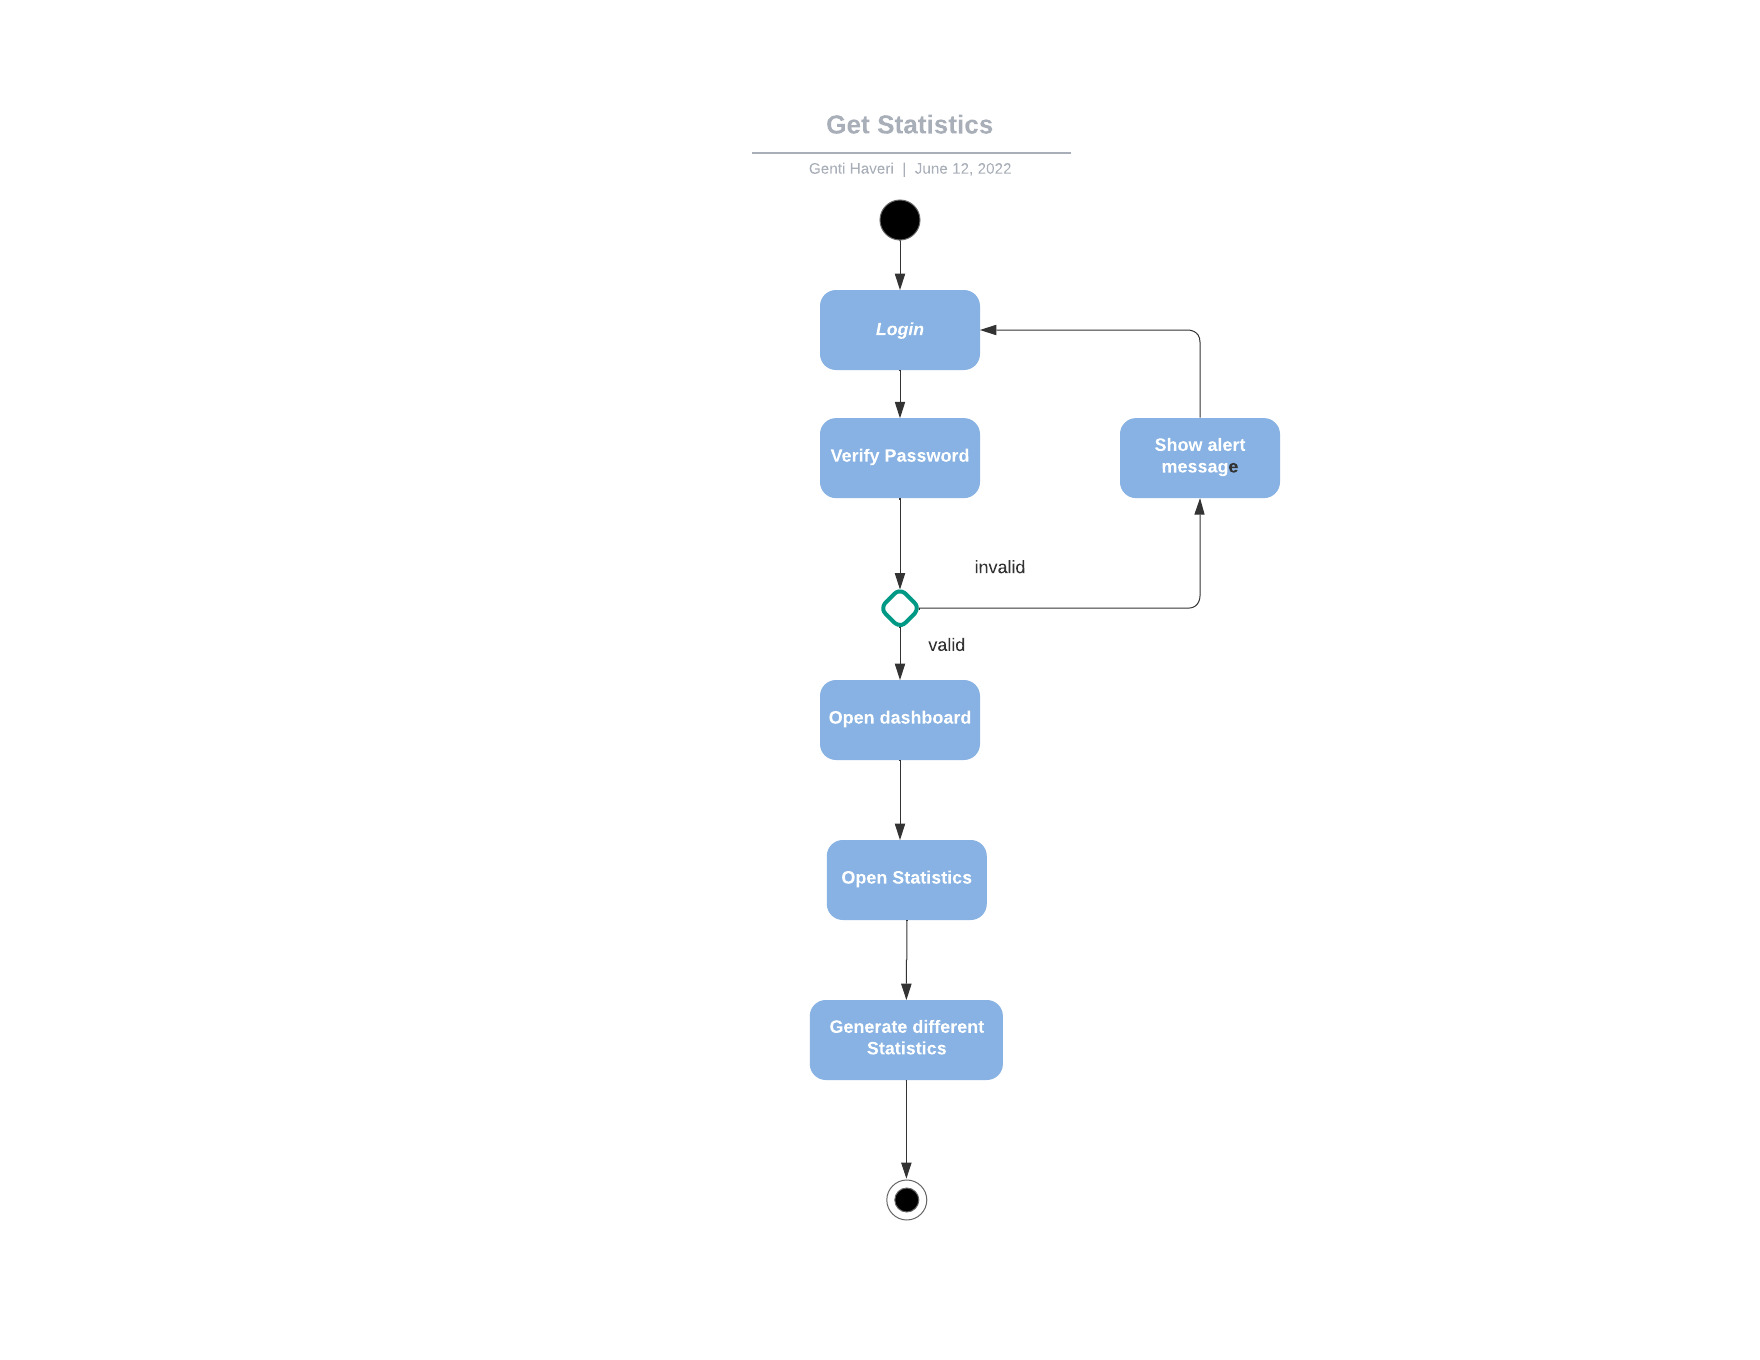 Get Statistics
Genti Haveri | June 12, 2022
Login
Verify Password
Show alert
message
invalid
valid
Open dashboard
Open Statistics
Generate different
Statistics